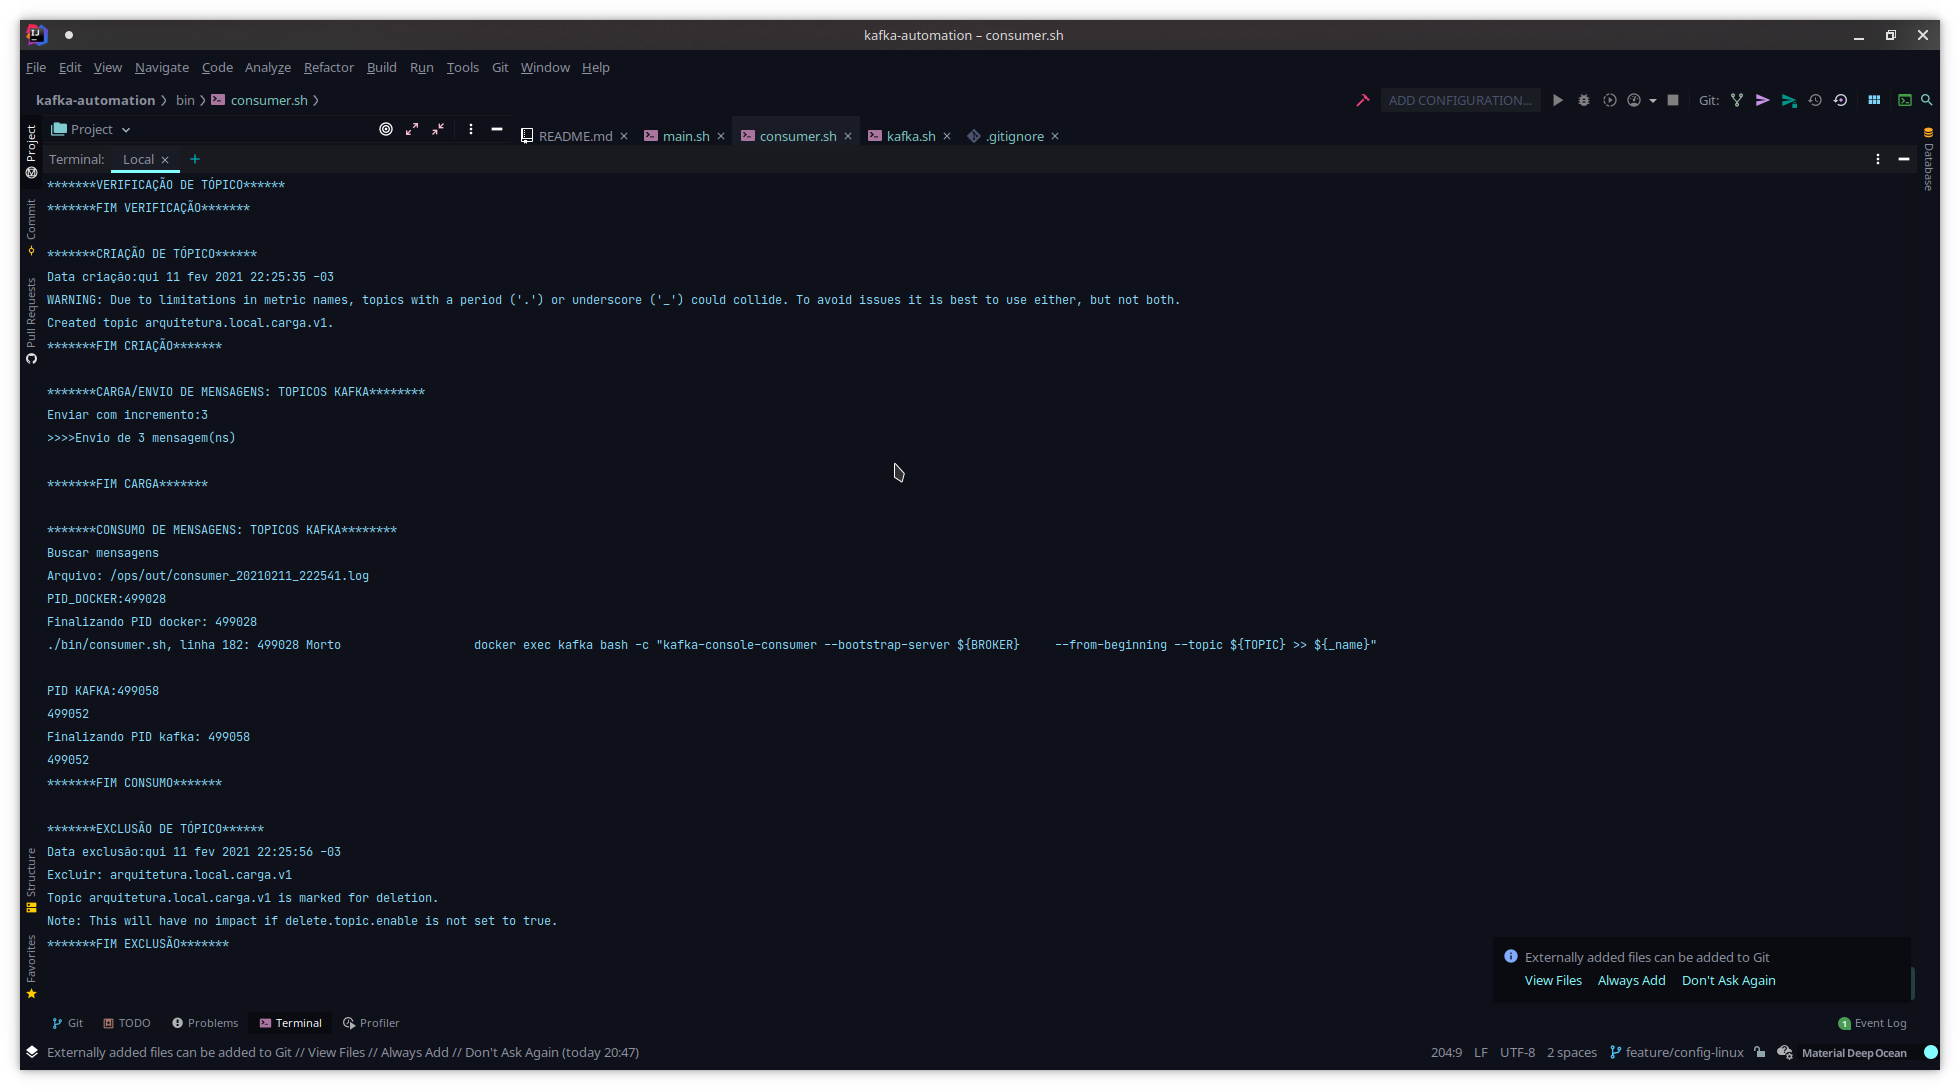 kafka-automation – consumer.sh
File Edit View Navigate Code Analyze Refactor Build Run Tools Git Window Help
kafka-automation bin consumer.sh
ADD CONFIGURATION...
Git:
Project
README.md
main.sh
consumer.sh
kafka.sh
.gitignore
Terminal: Local
Project
Commit
Pull Requests
Structure
Favorites
Database
*******VERIFICAÇÃO DE TÓPICO******
*******FIM VERIFICAÇÃO*******
*******CRIAÇÃO DE TÓPICO******
Data criação:qui 11 fev 2021 22:25:35 -03
WARNING: Due to limitations in metric names, topics with a period ('.') or underscore ('_') could collide. To avoid issues it is best to use either, but not both.
Created topic arquitetura.local.carga.v1.
*******FIM CRIAÇÃO*******
*******CARGA/ENVIO DE MENSAGENS: TOPICOS KAFKA********
Enviar com incremento:3
>>>>Envio de 3 mensagem(ns)
*******FIM CARGA*******
*******CONSUMO DE MENSAGENS: TOPICOS KAFKA********
Buscar mensagens
Arquivo: /ops/out/consumer_20210211_222541.log
PID_DOCKER:499028
Finalizando PID docker: 499028
./bin/consumer.sh, linha 182: 499028 Morto                   docker exec kafka bash -c "kafka-console-consumer --bootstrap-server ${BROKER}     --from-beginning --topic ${TOPIC} >> ${_name}"
PID KAFKA:499058
499052
Finalizando PID kafka: 499058
499052
*******FIM CONSUMO*******
*******EXCLUSÃO DE TÓPICO******
Data exclusão:qui 11 fev 2021 22:25:56 -03
Excluir: arquitetura.local.carga.v1
Topic arquitetura.local.carga.v1 is marked for deletion.
Note: This will have no impact if delete.topic.enable is not set to true.
*******FIM EXCLUSÃO*******
Externally added files can be added to Git
View Files Always Add Don't Ask Again
Git TODO Problems Terminal Profiler
1 Event Log
Externally added files can be added to Git // View Files // Always Add // Don't Ask Again (today 20:47)
204:9 LF UTF-8 2 spaces feature/config-linux Material Deep Ocean